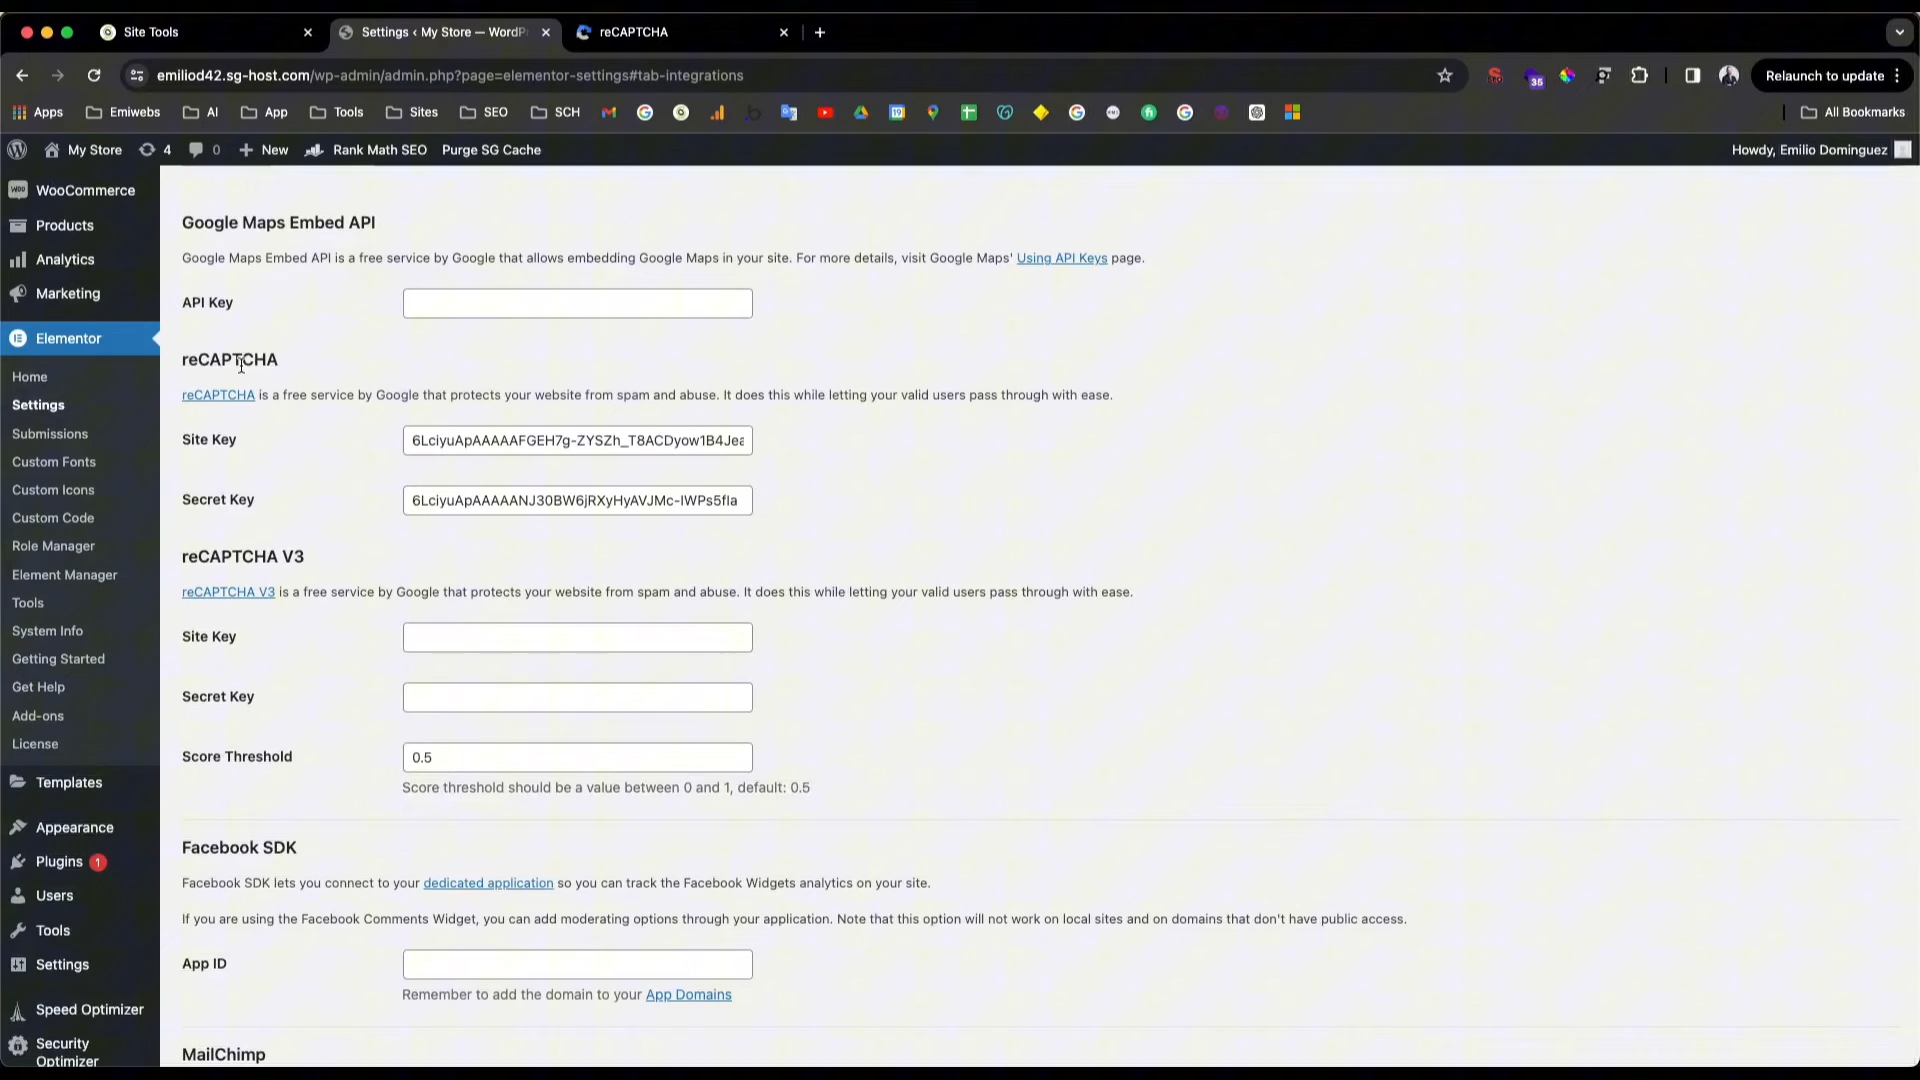 Site Tools
Settings ‹ My Store — WordP
reCAPTCHA
emiliod42.sg-host.com/wp-admin/admin.php?page=elementor-settings#tab-integrations
35
Relaunch to update
Apps
Emiwebs
AI
App
Tools
Sites
SEO
SCH
All Bookmarks
My Store
4
0
New
Rank Math SEO
Purge SG Cache
Howdy, Emilio Dominguez
WooCommerce
Products
Analytics
Marketing
Elementor
Home
Settings
Submissions
Custom Fonts
Custom Icons
Custom Code
Role Manager
Element Manager
Tools
System Info
Getting Started
Get Help
Add-ons
License
Templates
Appearance
Plugins 1
Users
Tools
Settings
Speed Optimizer
Security
Optimizer
Google Maps Embed API
Google Maps Embed API is a free service by Google that allows embedding Google Maps in your site. For more details, visit Google Maps' Using API Keys page.
API Key
reCAPTCHA
reCAPTCHA is a free service by Google that protects your website from spam and abuse. It does this while letting your valid users pass through with ease.
Site Key
6LciyuApAAAAAFGEH7g-ZYSZh_T8ACDyow1B4Jea
Secret Key
6LciyuApAAAAANJ30BW6jRXyHyAVJMc-IWPs5fIa
reCAPTCHA V3
reCAPTCHA V3 is a free service by Google that protects your website from spam and abuse. It does this while letting your valid users pass through with ease.
Site Key
Secret Key
Score Threshold
0.5
Score threshold should be a value between 0 and 1, default: 0.5
Facebook SDK
Facebook SDK lets you connect to your dedicated application so you can track the Facebook Widgets analytics on your site.
If you are using the Facebook Comments Widget, you can add moderating options through your application. Note that this option will not work on local sites and on domains that don't have public access.
App ID
Remember to add the domain to your App Domains
MailChimp